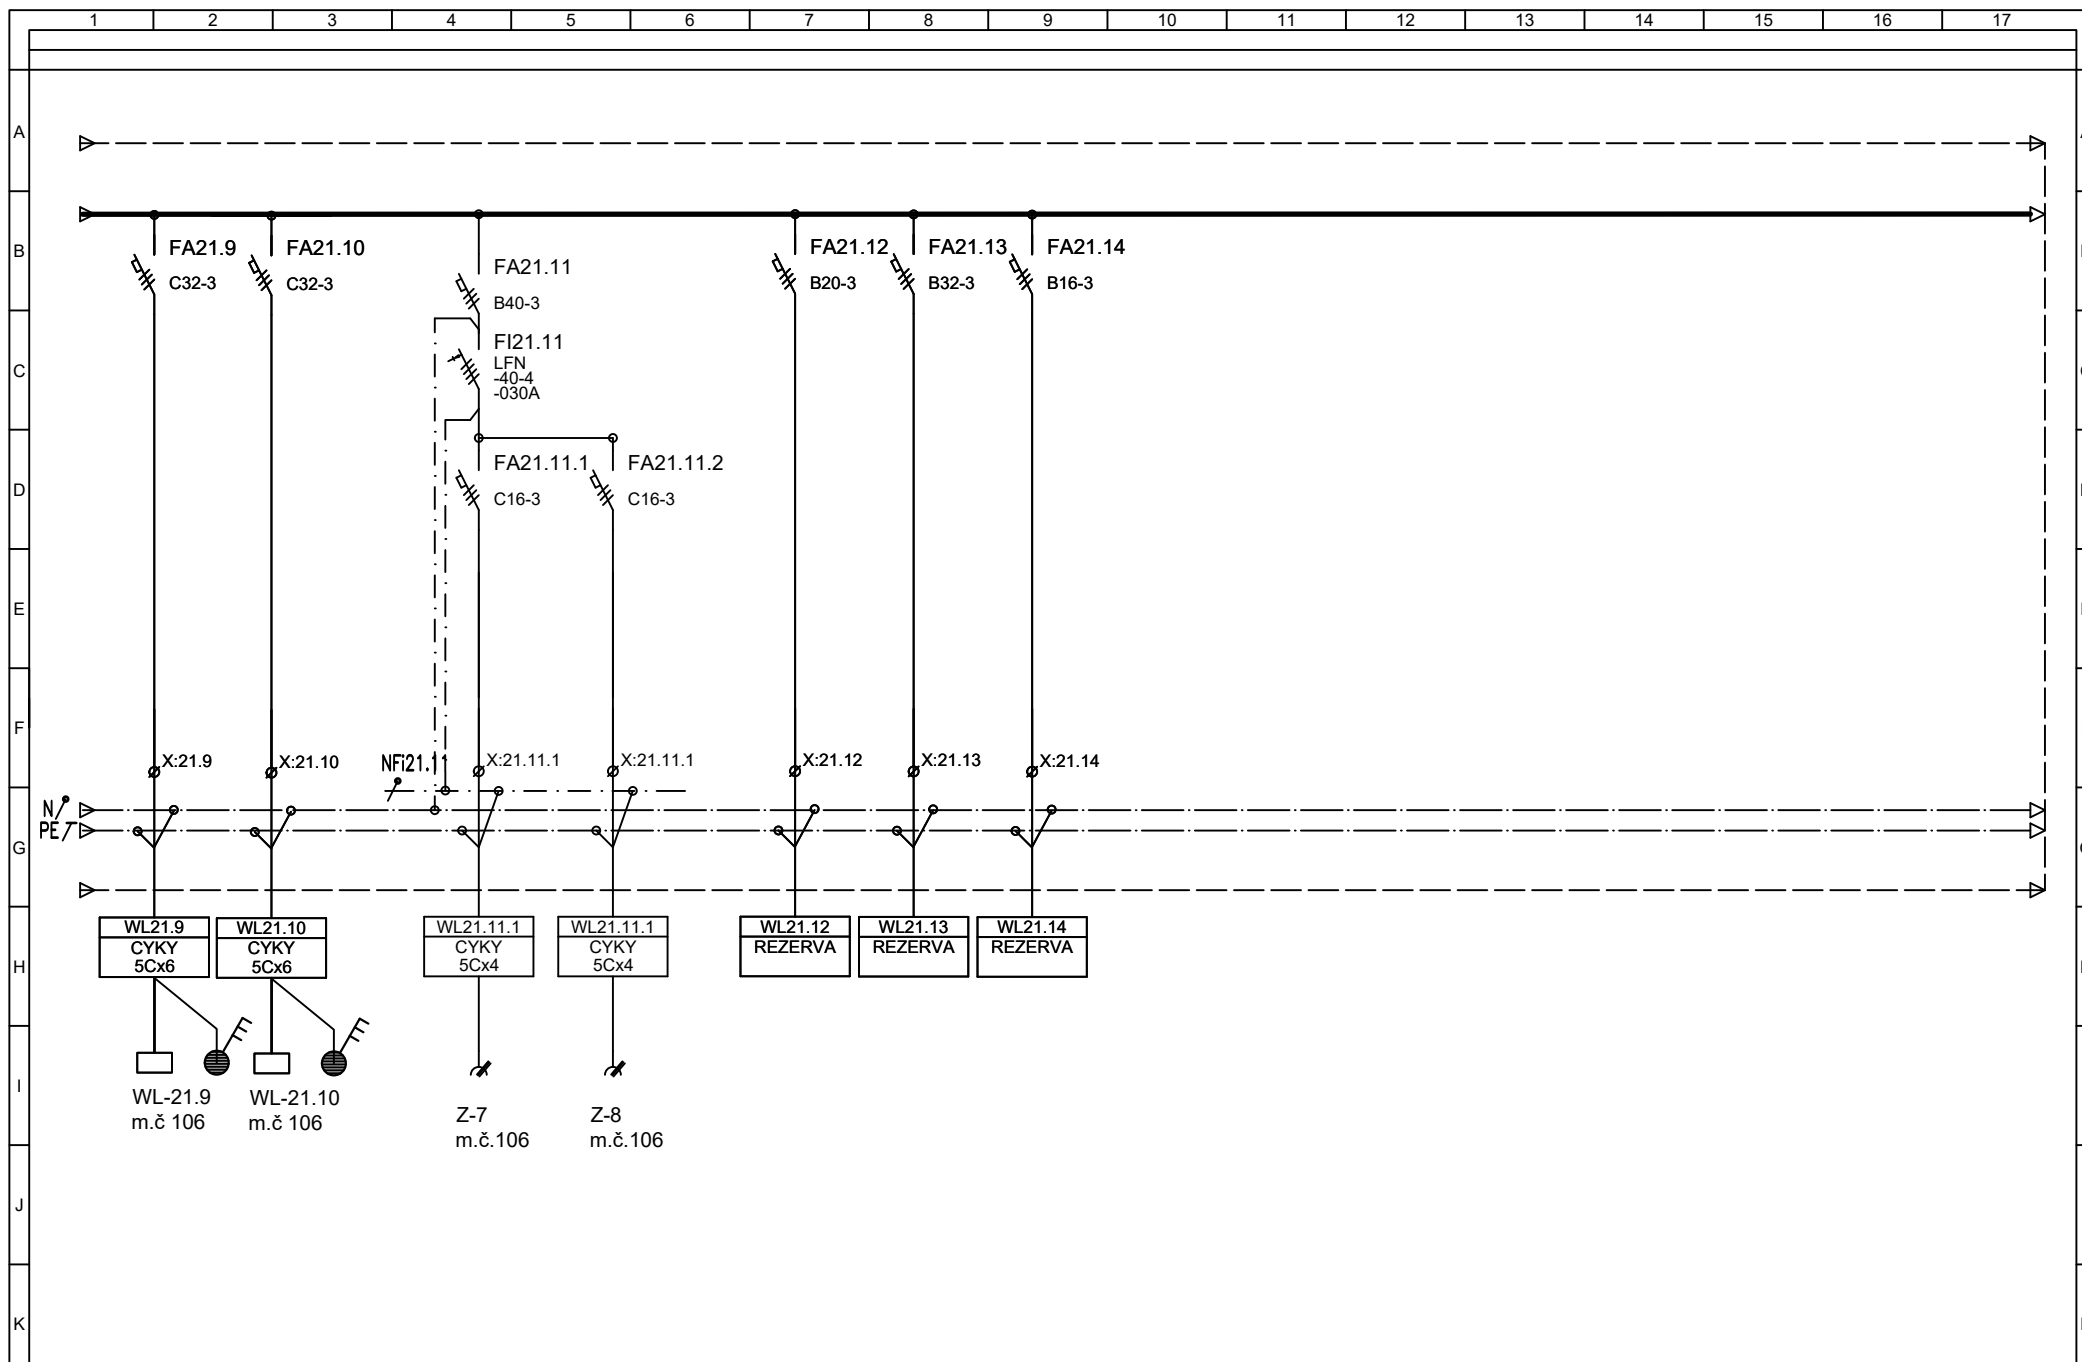 1 2 3 4 5 6 7 8 9 10 11 12 13 14 15 16 17
A
B
FA21.9
C32-3
FA21.10
C32-3
FA21.11
B40-3
FA21.12
B20-3
FA21.13
B32-3
FA21.14
B16-3
C
FI21.11
LFN
-40-4
-030A
D
FA21.11.1
C16-3
FA21.11.2
C16-3
E
F
X:21.9
X:21.10
NFi21.11
X:21.11.1
X:21.11.1
X:21.12
X:21.13
X:21.14
N
PE
G
H
WL21.9
CYKY
5Cx6
WL21.10
CYKY
5Cx6
WL21.11.1
CYKY
5Cx4
WL21.11.1
CYKY
5Cx4
WL21.12
REZERVA
WL21.13
REZERVA
WL21.14
REZERVA
I
WL-21.9
m.č 106
WL-21.10
m.č 106
Z-7
m.č.106
Z-8
m.č.106
J
K